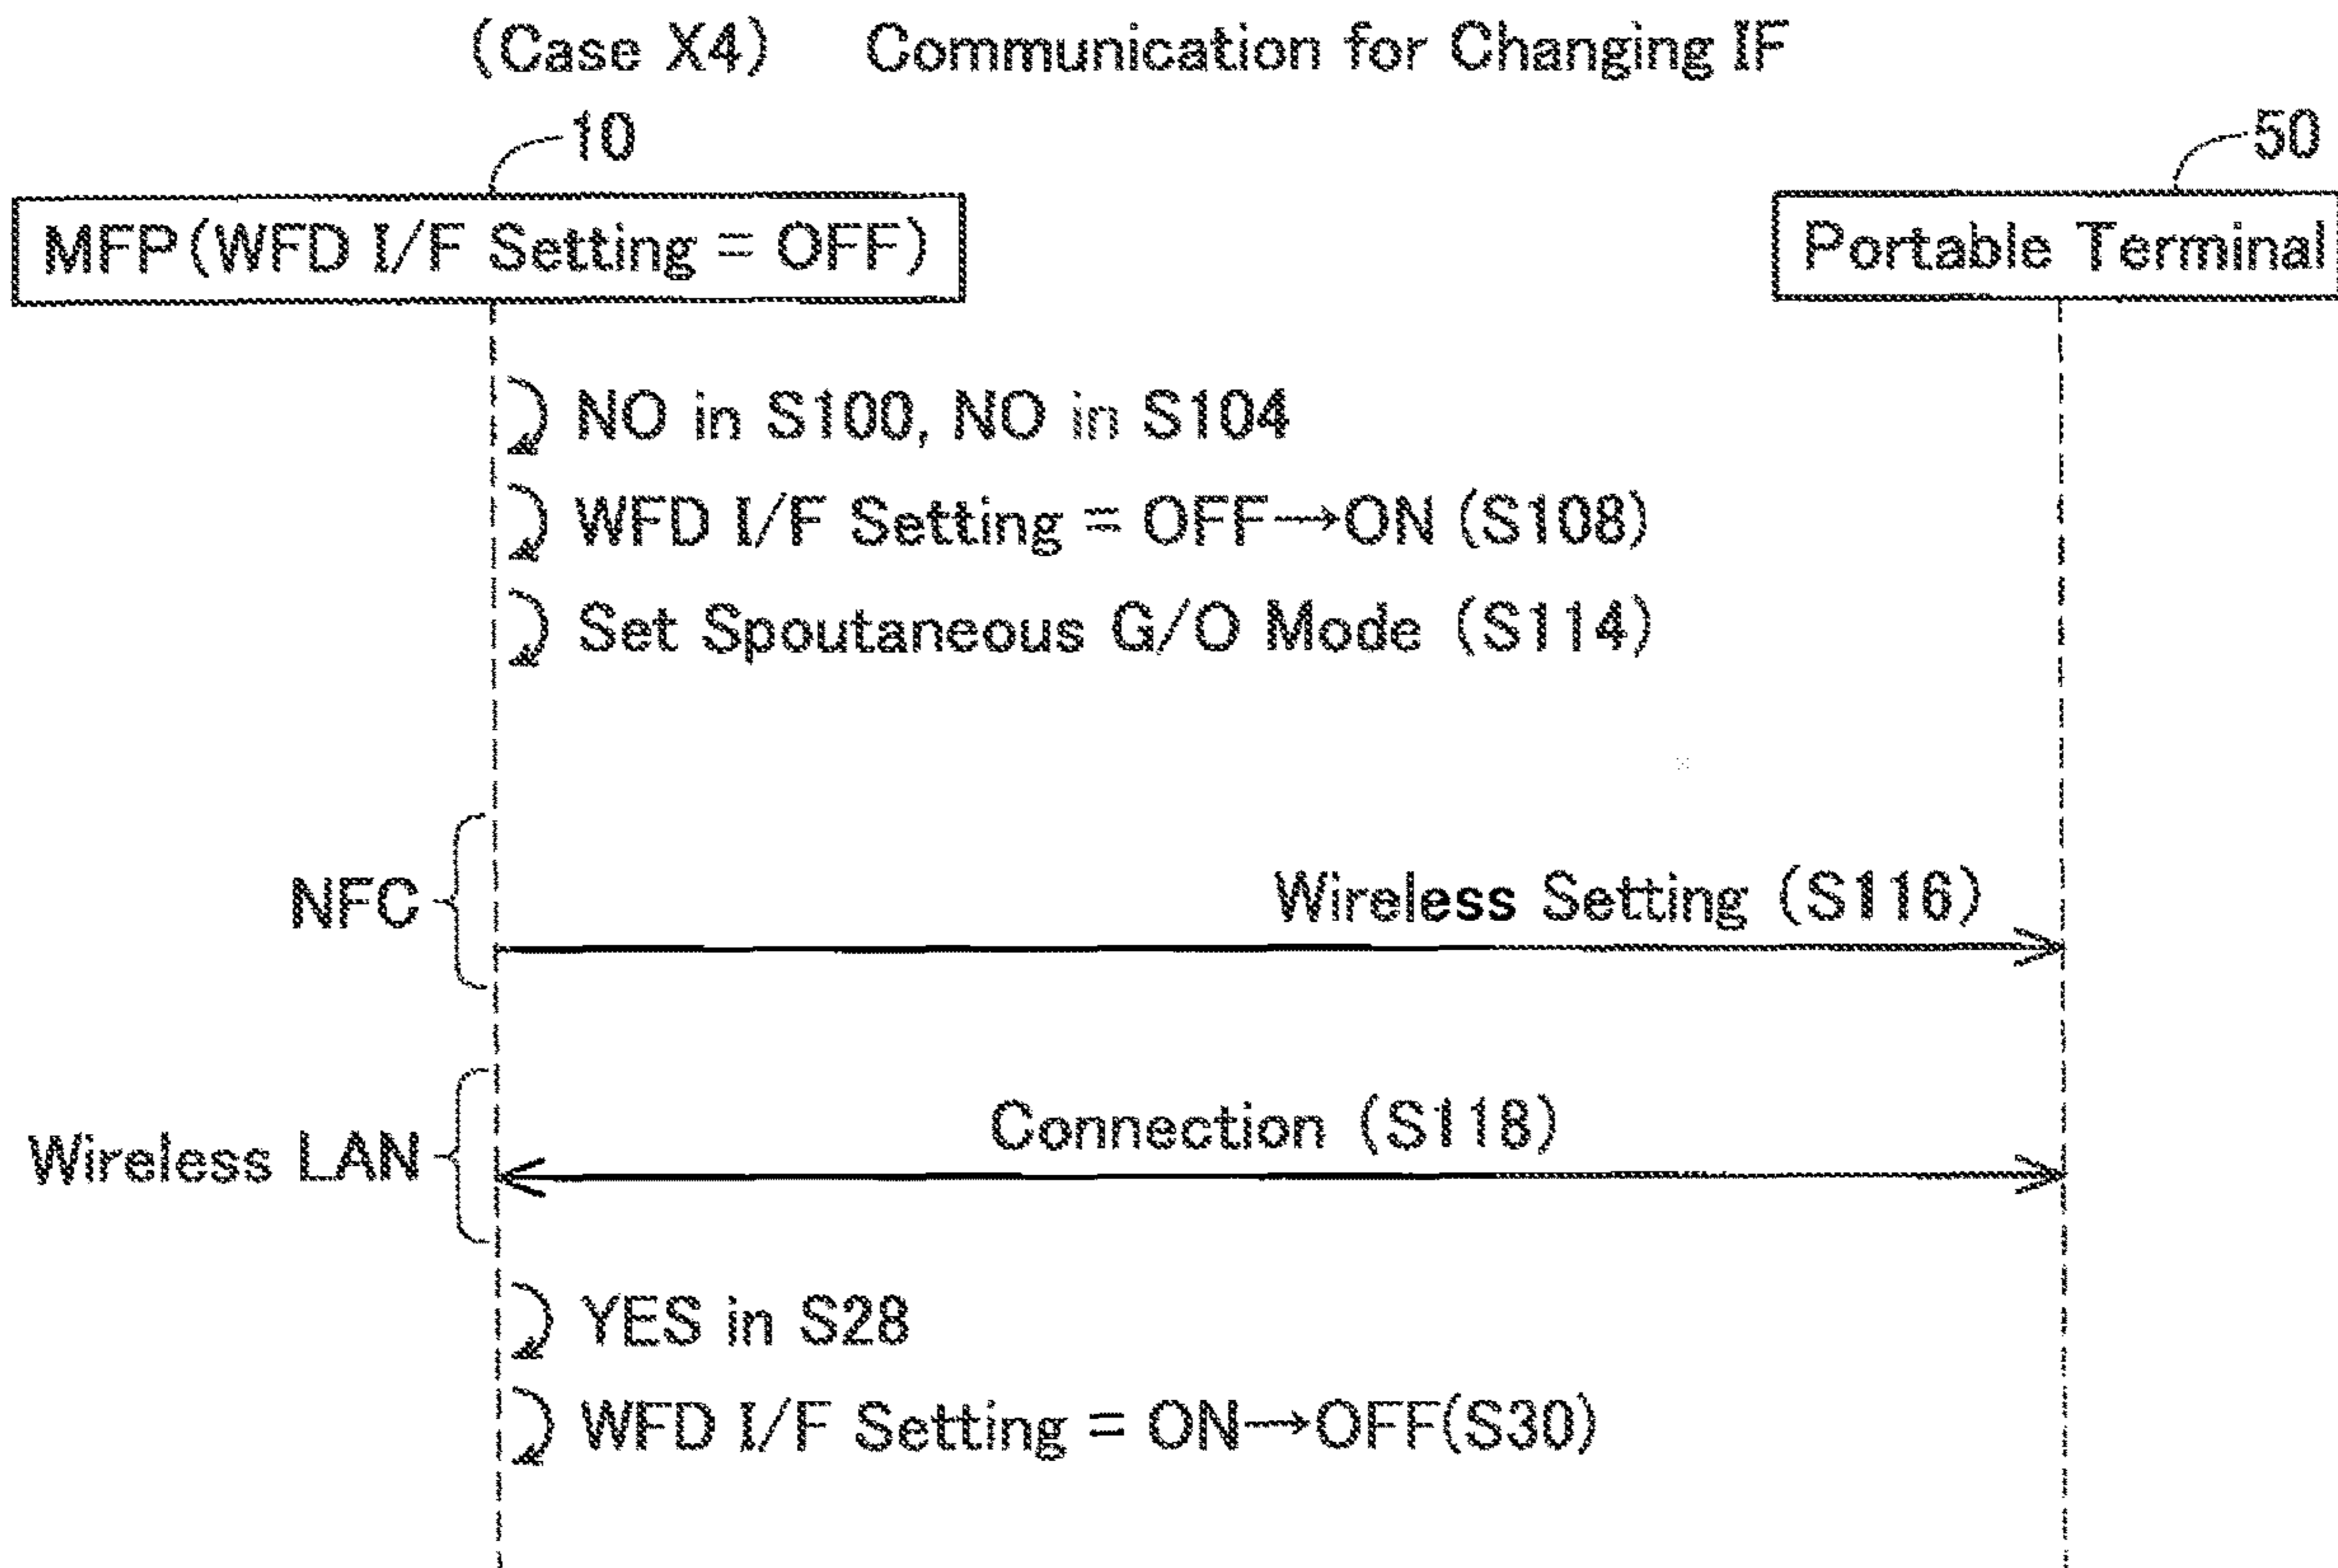 (Case X4) Communication for Changing IF
10
50
MFP(WFD I/F Setting = OFF)
Portable Terminal
NO in S100, NO in S104
WFD I/F Setting = OFF→ON (S108)
Set Spoutaneous G/O Mode (S114)
NFC
Wireless Setting (S116)
Wireless LAN
Connection (S118)
YES in S28
WFD I/F Setting = ON→OFF(S30)